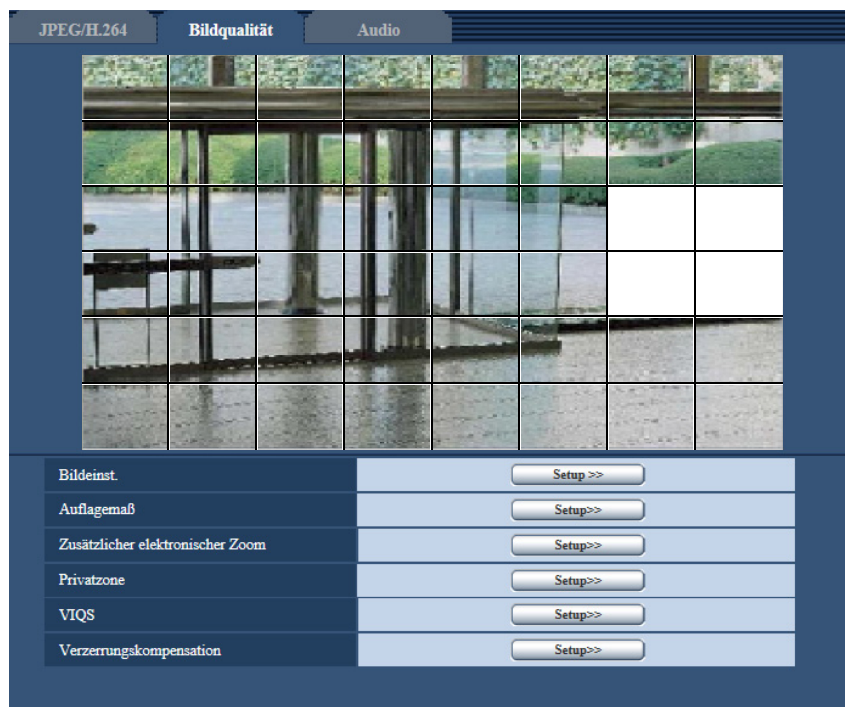 JPEG/H.264 Bildqualität Audio
Bildeinst. Setup >>
Auflagemaß Setup>>
Zusätzlicher elektronischer Zoom Setup>>
Privatzone Setup>>
VIQS Setup>>
Verzerrungskompensation Setup>>